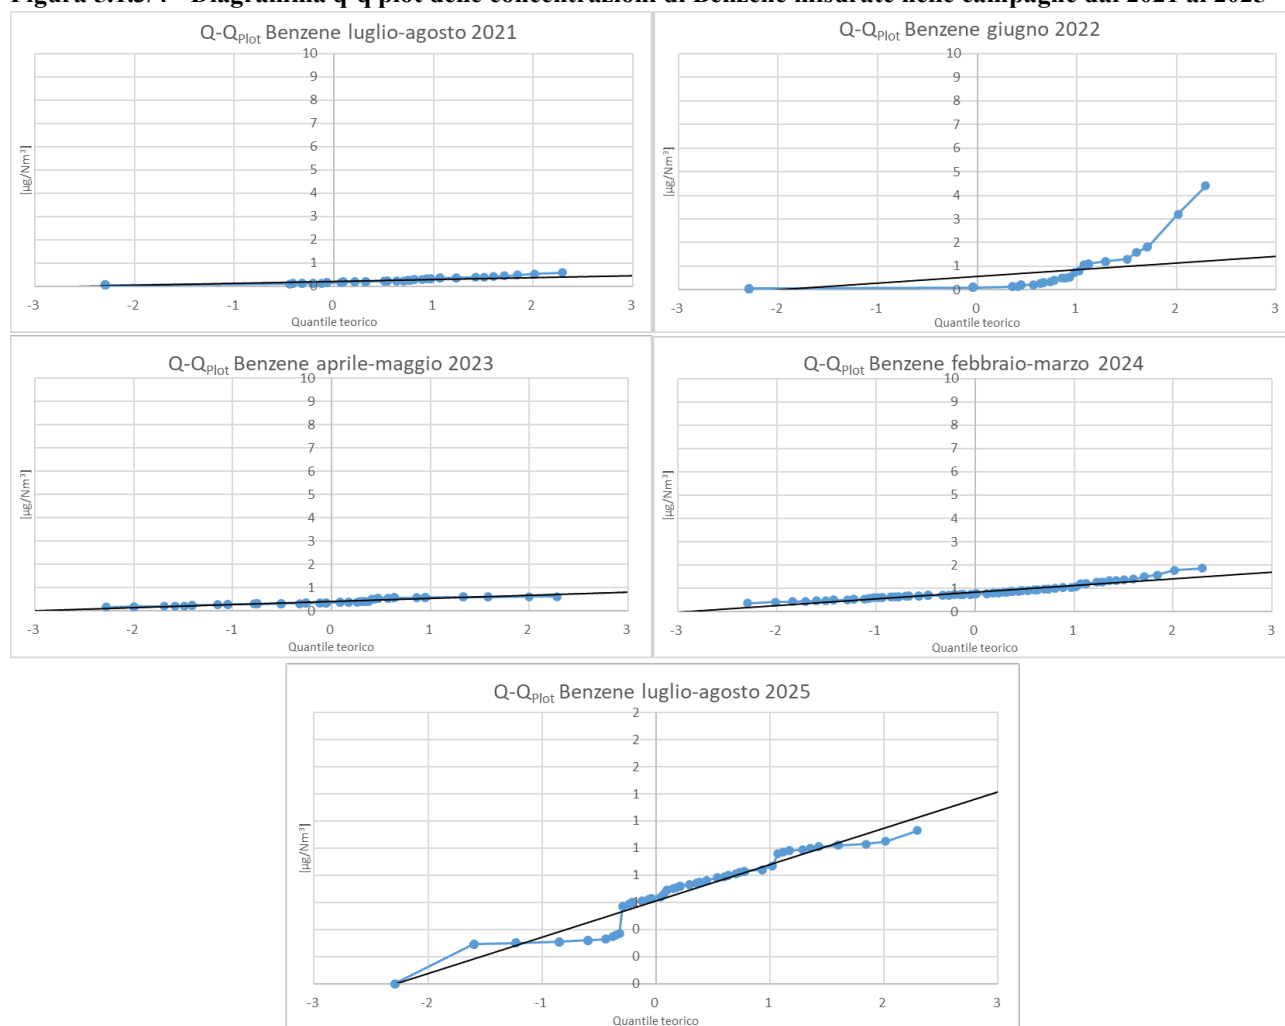 Figura - Diagramma q-q plot delle concentrazioni di Benzene misurate nelle campagne dal 2021 al 2025
Q-QPlot Benzene luglio-agosto 2021
10
9
8
7
6
5
4
3
2
1
0
[µg/Nm³]
-3 -2 -1 0 1 2 3
Quantile teorico
Q-QPlot Benzene giugno 2022
10
9
8
7
6
5
4
3
2
1
0
[µg/Nm³]
-3 -2 -1 0 1 2 3
Quantile teorico
Q-QPlot Benzene aprile-maggio 2023
10
9
8
7
6
5
4
3
2
1
0
[µg/Nm³]
-3 -2 -1 0 1 2 3
Quantile teorico
Q-QPlot Benzene febbraio-marzo 2024
10
9
8
7
6
5
4
3
2
1
0
[µg/Nm³]
-3 -2 -1 0 1 2 3
Quantile teorico
Q-QPlot Benzene luglio-agosto 2025
2
2
2
1
1
1
1
0
0
0
[µg/Nm³]
-3 -2 -1 0 1 2 3
Quantile teorico